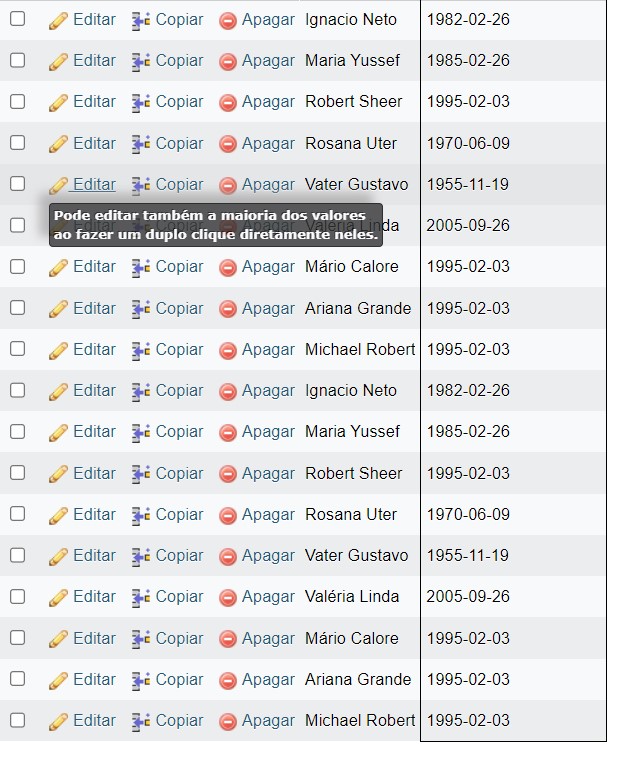 Editar Copiar Apagar Ignacio Neto 1982-02-26
Editar Copiar Apagar Maria Yussef 1985-02-26
Editar Copiar Apagar Robert Sheer 1995-02-03
Editar Copiar Apagar Rosana Uter 1970-06-09
Editar Copiar Apagar Vater Gustavo 1955-11-19
Pode editar também a maioria dos valores
ao fazer um duplo clique diretamente neles.
Editar Copiar Apagar Valéria Linda 2005-09-26
Editar Copiar Apagar Mário Calore 1995-02-03
Editar Copiar Apagar Ariana Grande 1995-02-03
Editar Copiar Apagar Michael Robert 1995-02-03
Editar Copiar Apagar Ignacio Neto 1982-02-26
Editar Copiar Apagar Maria Yussef 1985-02-26
Editar Copiar Apagar Robert Sheer 1995-02-03
Editar Copiar Apagar Rosana Uter 1970-06-09
Editar Copiar Apagar Vater Gustavo 1955-11-19
Editar Copiar Apagar Valéria Linda 2005-09-26
Editar Copiar Apagar Mário Calore 1995-02-03
Editar Copiar Apagar Ariana Grande 1995-02-03
Editar Copiar Apagar Michael Robert 1995-02-03